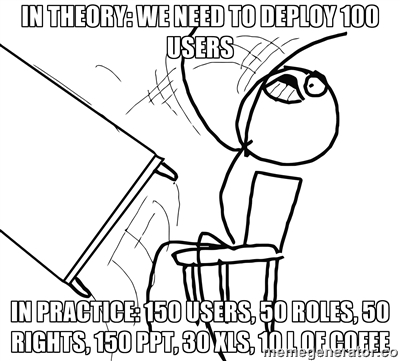 IN THEORY: WE NEED TO DEPLOY 100
USERS
IN PRACTICE: 150 USERS, 50 ROLES, 50
RIGHTS, 150 PPT, 30 XLS, 10 L OF COFEE
memegenerator.co